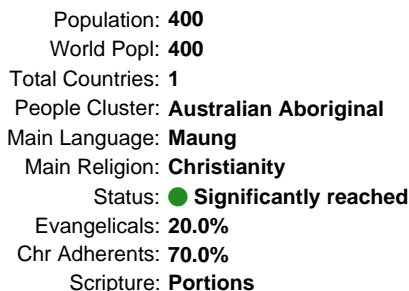 Population: 400
World Popl: 400
Total Countries: 1
People Cluster: Australian Aboriginal
Main Language: Maung
Main Religion: Christianity
Status: Significantly reached
Evangelicals: 20.0%
Chr Adherents: 70.0%
Scripture: Portions